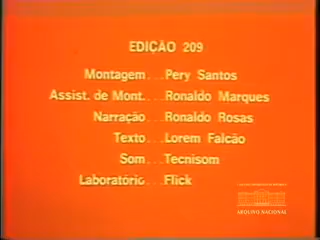 EDIÇÃO 209
Montagem...Pery Santos
Assist. de Mont....Ronaldo Marques
Narração...Ronaldo Rosas
Texto...Lorem Falcão
Som...Tecnisom
Laboratório...Flick
ARQUIVO NACIONAL